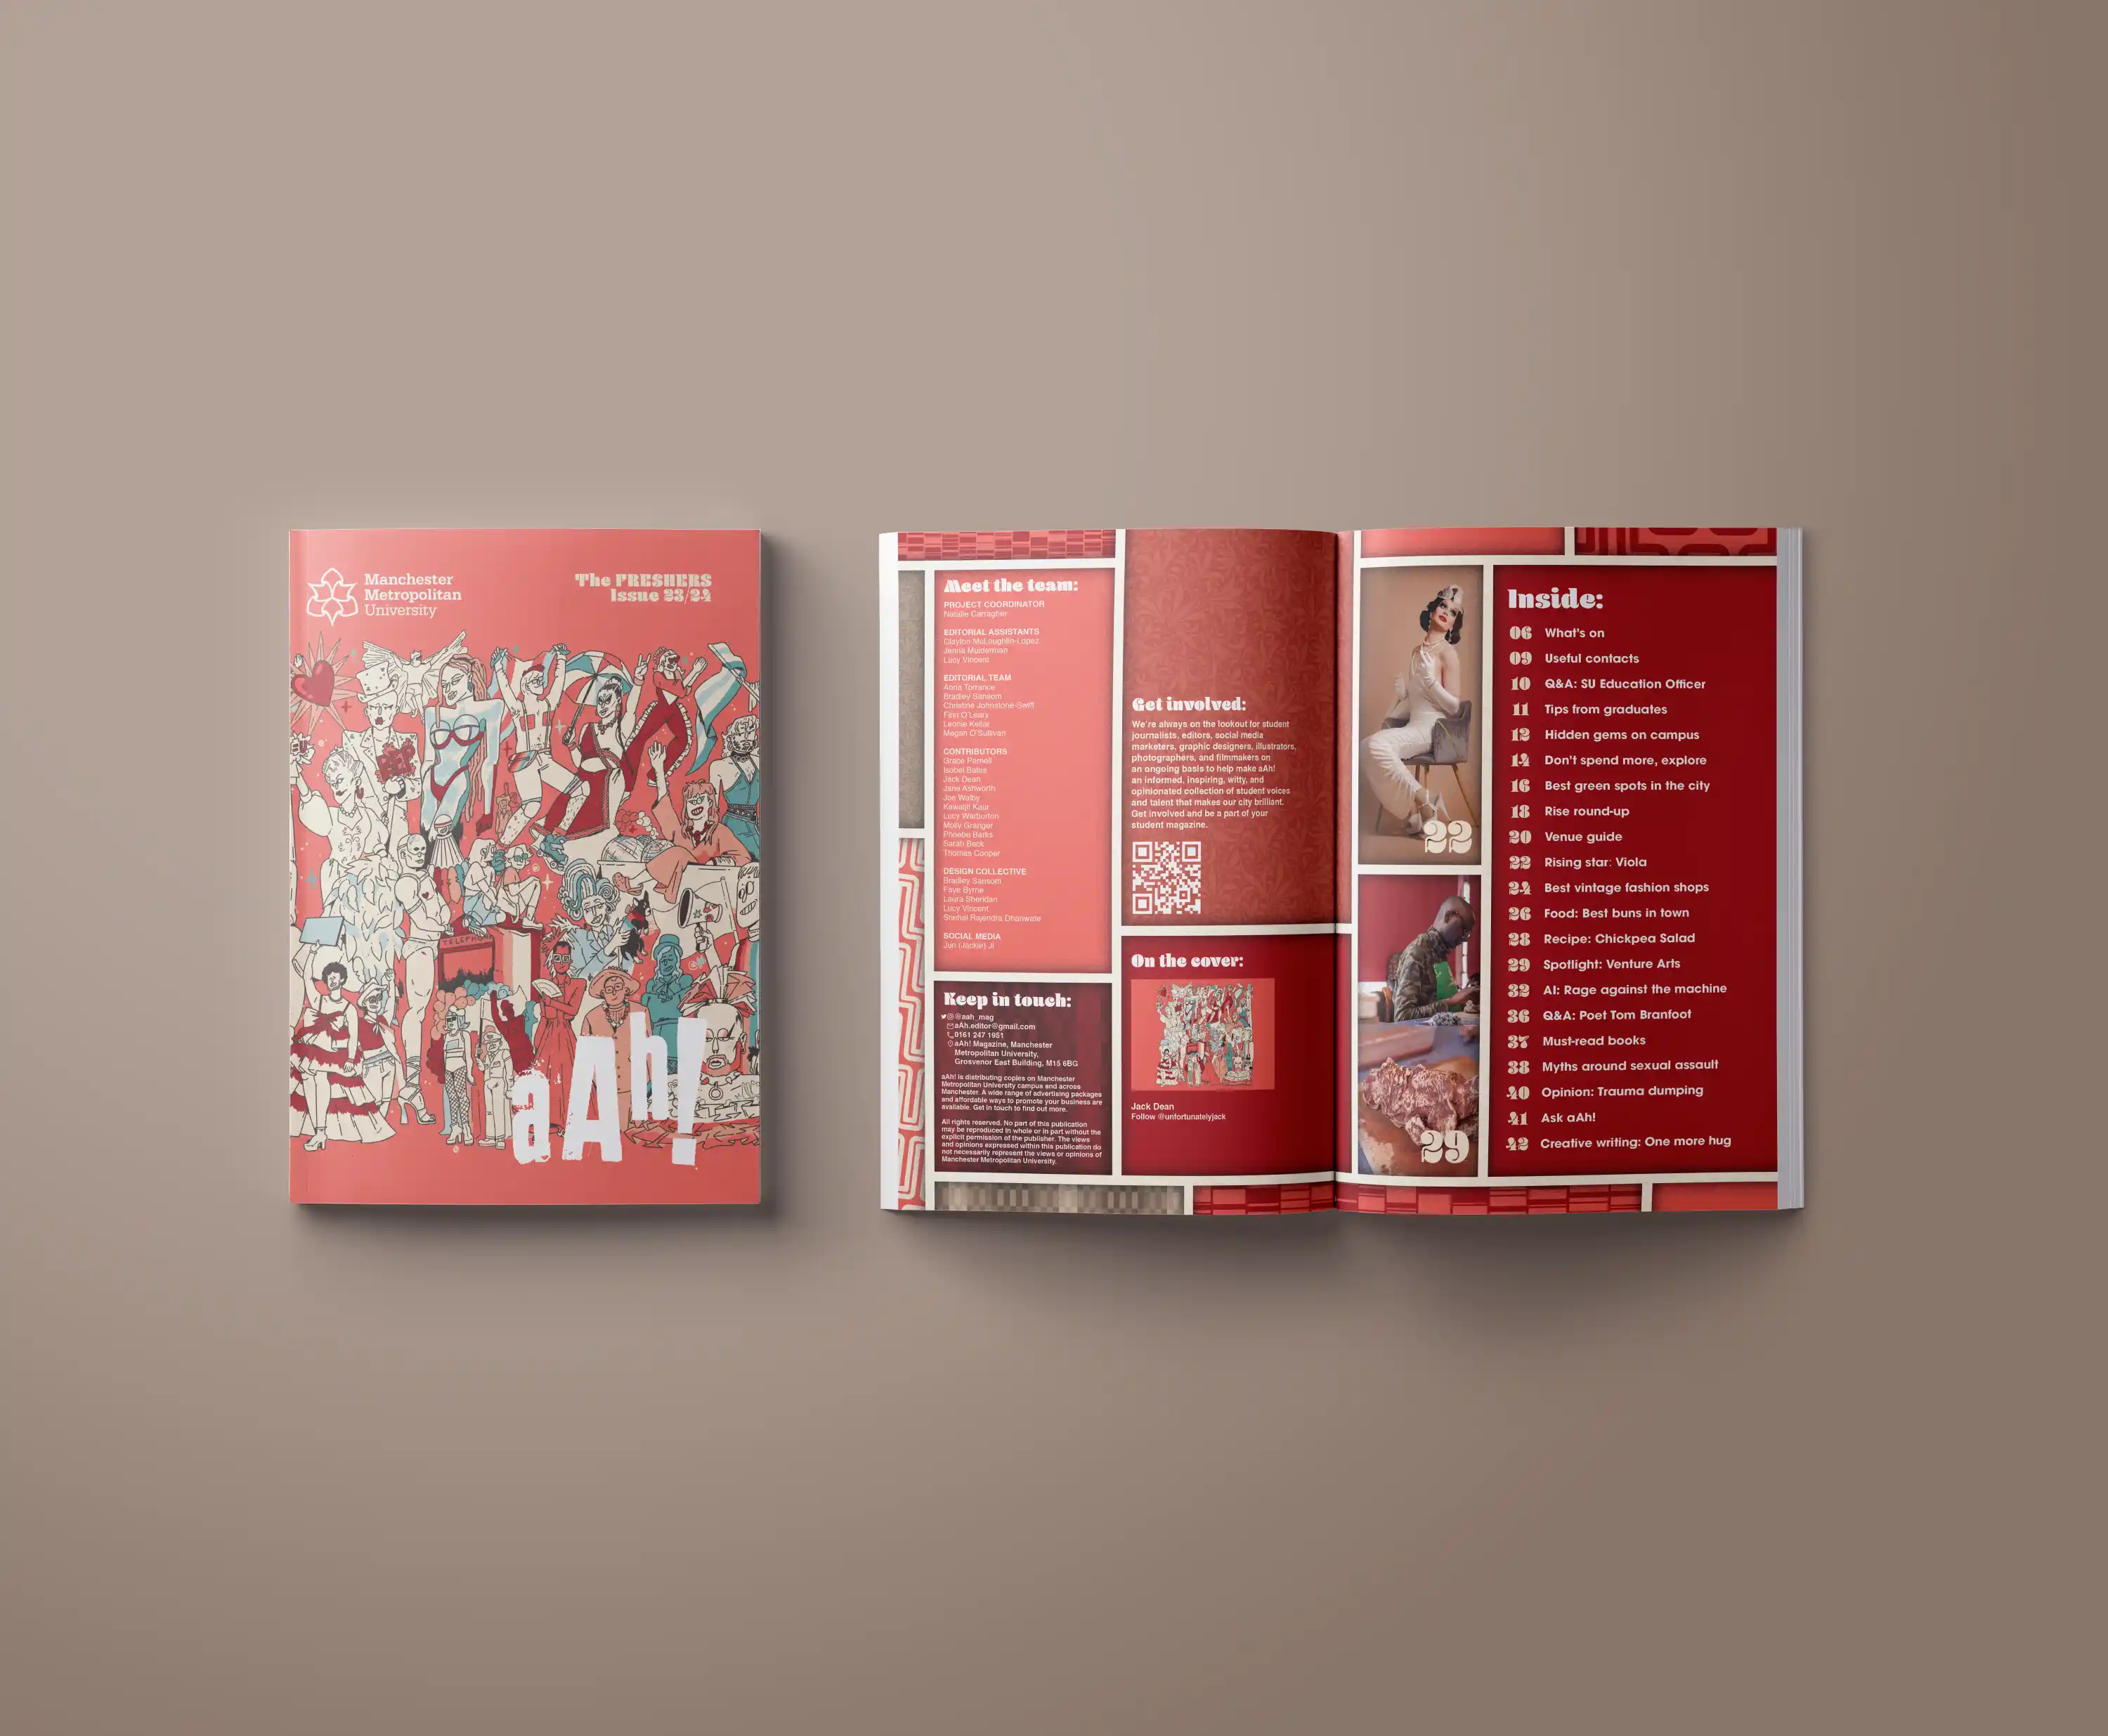 Manchester
Metropolitan
University
The FRESHERS
Issue 23/24
TELEPHONE
aAh!
Meet the team:
PROJECT COORDINATOR
Natalie Carragher
EDITORIAL ASSISTANTS
Clayton McLoughlin-Lopez
Jenna Muiderman
Lucy Vincent
EDITORIAL TEAM
Aoria Torrance
Bradley Sansom
Christine Johnstone-Swift
Finn O'Leary
Leonie Kellar
Megan O'Sullivan
CONTRIBUTORS
Grace Parnell
Isobel Bates
Jack Dean
Jane Ashworth
Joe Walby
Kawaljit Kaur
Lucy Warburton
Molly Granger
Phoebe Barks
Sarah Beck
Thomas Cooper
DESIGN COLLECTIVE
Bradley Sansom
Faye Byrne
Laura Sheridan
Lucy Vincent
Snehal Rajendra Dhanwate
SOCIAL MEDIA
Jun (Jackie) Ji
Keep in touch:
@aah_mag
aAh.editor@gmail.com
0161 247 1951
aAh! Magazine, Manchester
Metropolitan University,
Grosvenor East Building, M15 6BG
aAh! is distributing copies on Manchester
Metropolitan University campus and across
Manchester. A wide range of advertising packages
and affordable ways to promote your business are
available. Get in touch to find out more.
All rights reserved. No part of this publication
may be reproduced in whole or in part without the
explicit permission of the publisher. The views
and opinions expressed within this publication do
not necessarily represent the views or opinions of
Manchester Metropolitan University.
Get involved:
We're always on the lookout for student
journalists, editors, social media
marketers, graphic designers, illustrators,
photographers, and filmmakers on
an ongoing basis to help make aAh!
an informed, inspiring, witty, and
opinionated collection of student voices
and talent that makes our city brilliant.
Get involved and be a part of your
student magazine.
On the cover:
Jack Dean
Follow @unfortunatelyjack
22
29
Inside:
06 What's on
09 Useful contacts
10 Q&A: SU Education Officer
11 Tips from graduates
12 Hidden gems on campus
14 Don't spend more, explore
16 Best green spots in the city
18 Rise round-up
20 Venue guide
22 Rising star: Viola
24 Best vintage fashion shops
26 Food: Best buns in town
28 Recipe: Chickpea Salad
29 Spotlight: Venture Arts
32 AI: Rage against the machine
36 Q&A: Poet Tom Branfoot
37 Must-read books
38 Myths around sexual assault
40 Opinion: Trauma dumping
41 Ask aAh!
42 Creative writing: One more hug